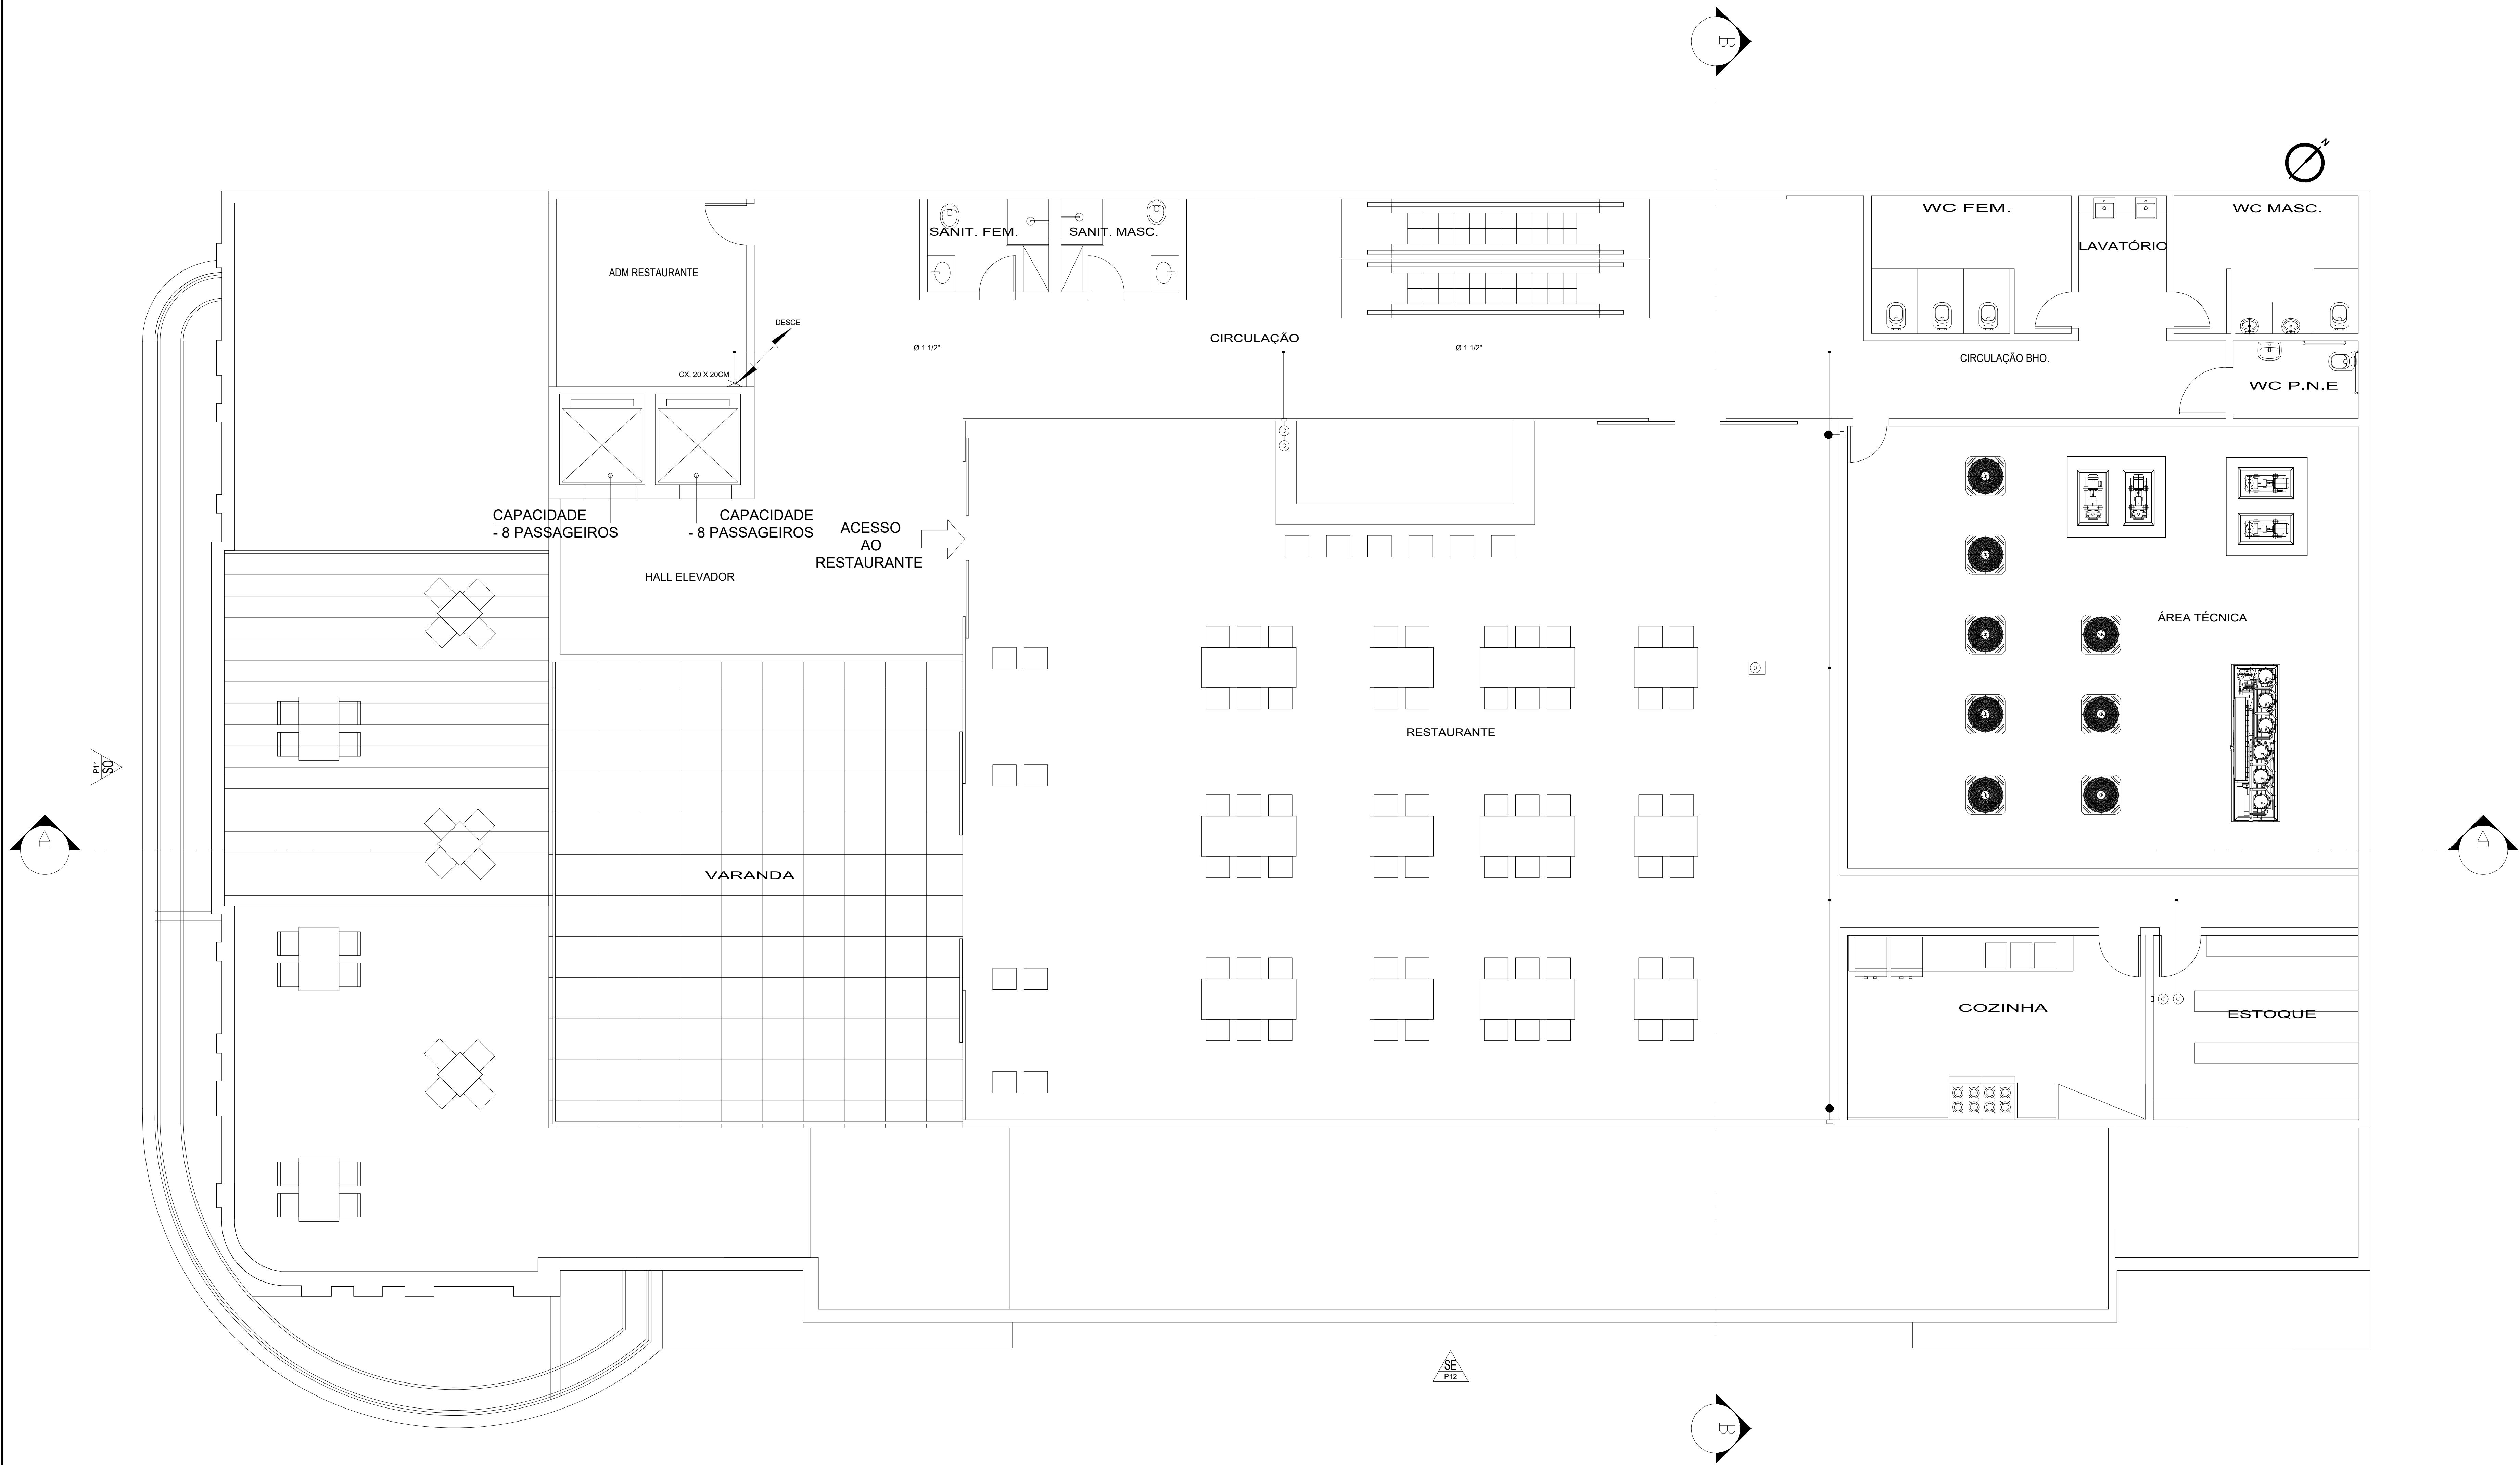 B
N
WC FEM.
WC MASC.
SANIT. FEM.
SANIT. MASC.
LAVATÓRIO
ADM RESTAURANTE
DESCE
CIRCULAÇÃO
Ø 1 1/2"
Ø 1 1/2"
CIRCULAÇÃO BHO.
CX. 20 X 20CM
WC P.N.E
C
C
CAPACIDADE
- 8 PASSAGEIROS
CAPACIDADE
- 8 PASSAGEIROS
ACESSO
AO
RESTAURANTE
HALL ELEVADOR
ÁREA TÉCNICA
C
RESTAURANTE
P11
SO
A
A
VARANDA
C
C
COZINHA
ESTOQUE
SE
P12
B